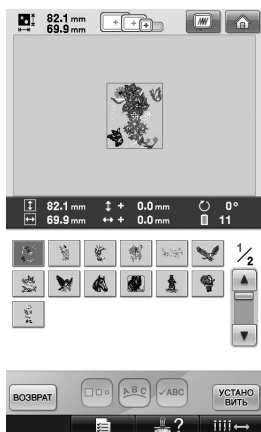 82.1 mm
69.9 mm
82.1 mm + 0.0 mm 0°
69.9 mm + 0.0 mm 11
1/2
ВОЗВРАТ
ABC
ABC
УСТАНО
ВИТЬ
?